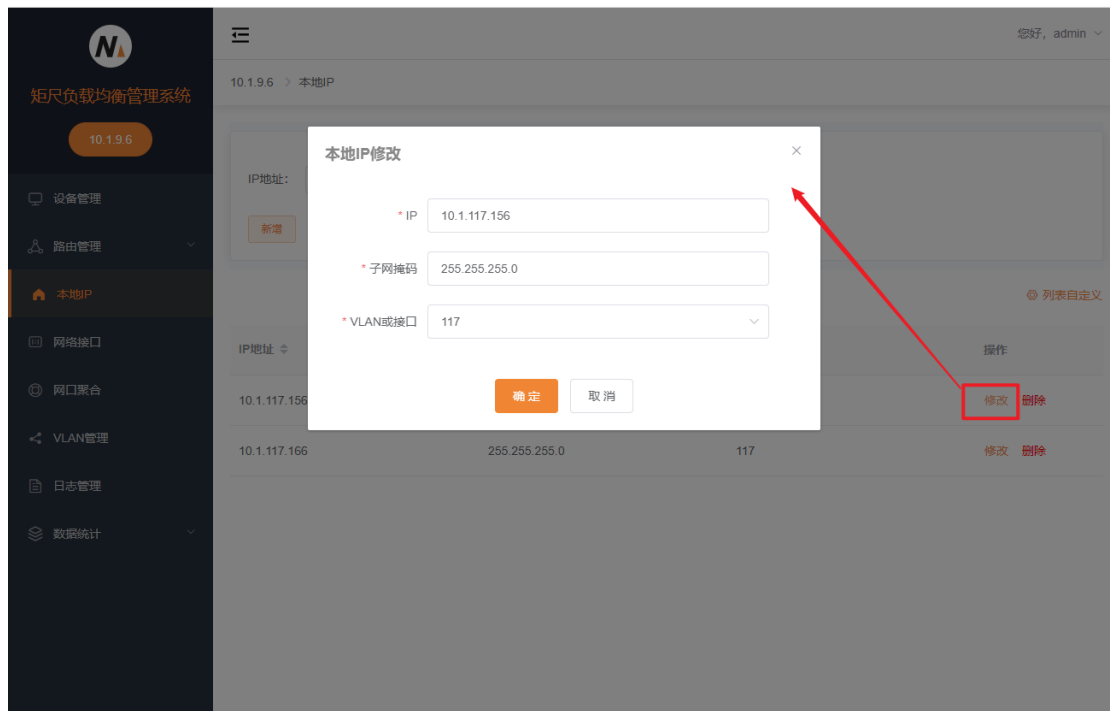 您好，admin
矩尺负载均衡管理系统
10.1.9.6
10.1.9.6 > 本地IP
设备管理
路由管理
本地IP
网络接口
网口聚合
VLAN管理
日志管理
数据统计
IP地址：
新增
列表自定义
本地IP修改
* IP 10.1.117.156
* 子网掩码 255.255.255.0
* VLAN或接口 117
确定 取消
IP地址 操作
10.1.117.156 修改 删除
10.1.117.166 255.255.255.0 117 修改 删除